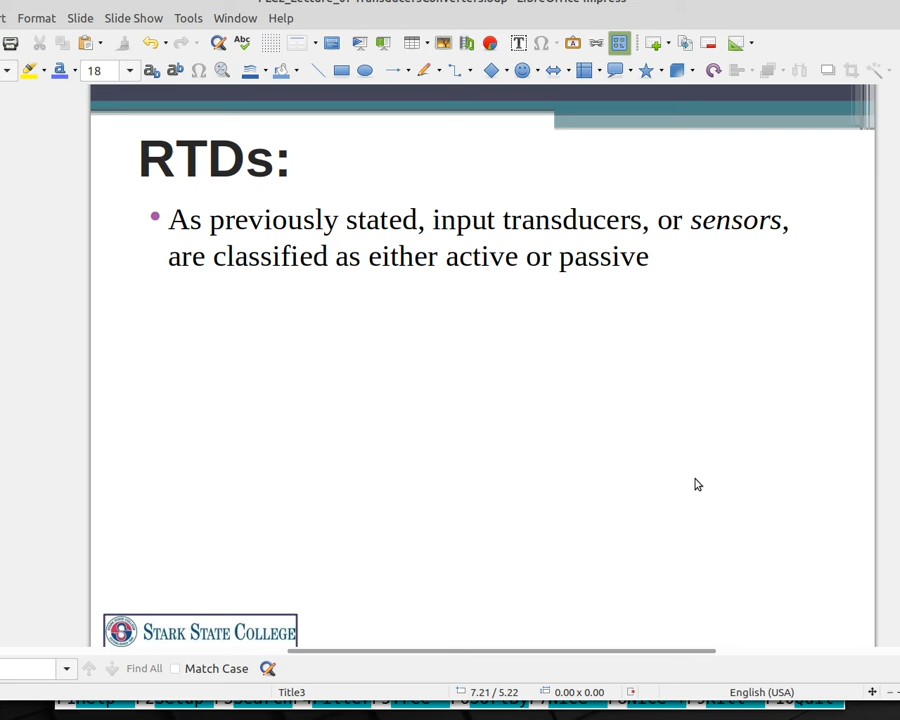 Format Slide Slide Show Tools Window Help
18
RTDs:
• As previously stated, input transducers, or sensors,
are classified as either active or passive
STARK STATE COLLEGE
Find All Match Case
Title3 7.21 / 5.22 0.00 x 0.00 English (USA)